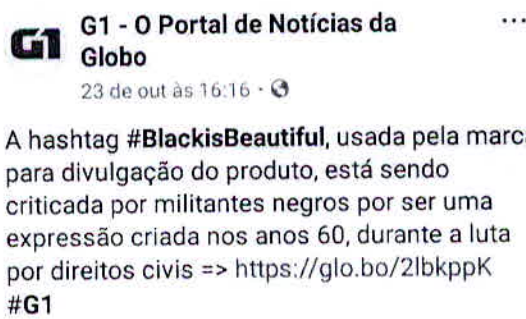 G1
G1 - O Portal de Notícias da
Globo
23 de out às 16:16 ·
A hashtag #BlackisBeautiful, usada pela marc
para divulgação do produto, está sendo
criticada por militantes negros por ser uma
expressão criada nos anos 60, durante a luta
por direitos civis => https://glo.bo/2lbkppK
#G1